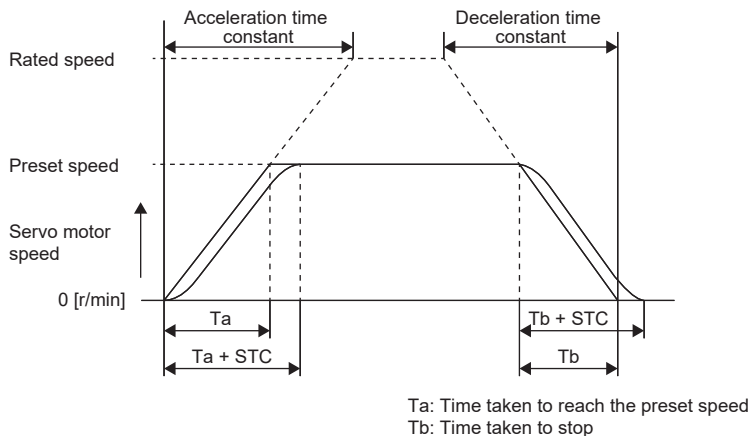 Acceleration time
constant
Deceleration time
constant
Rated speed
Preset speed
Servo motor
speed
0 [r/min]
Ta
Tb + STC
Ta + STC
Tb
Ta: Time taken to reach the preset speed
Tb: Time taken to stop